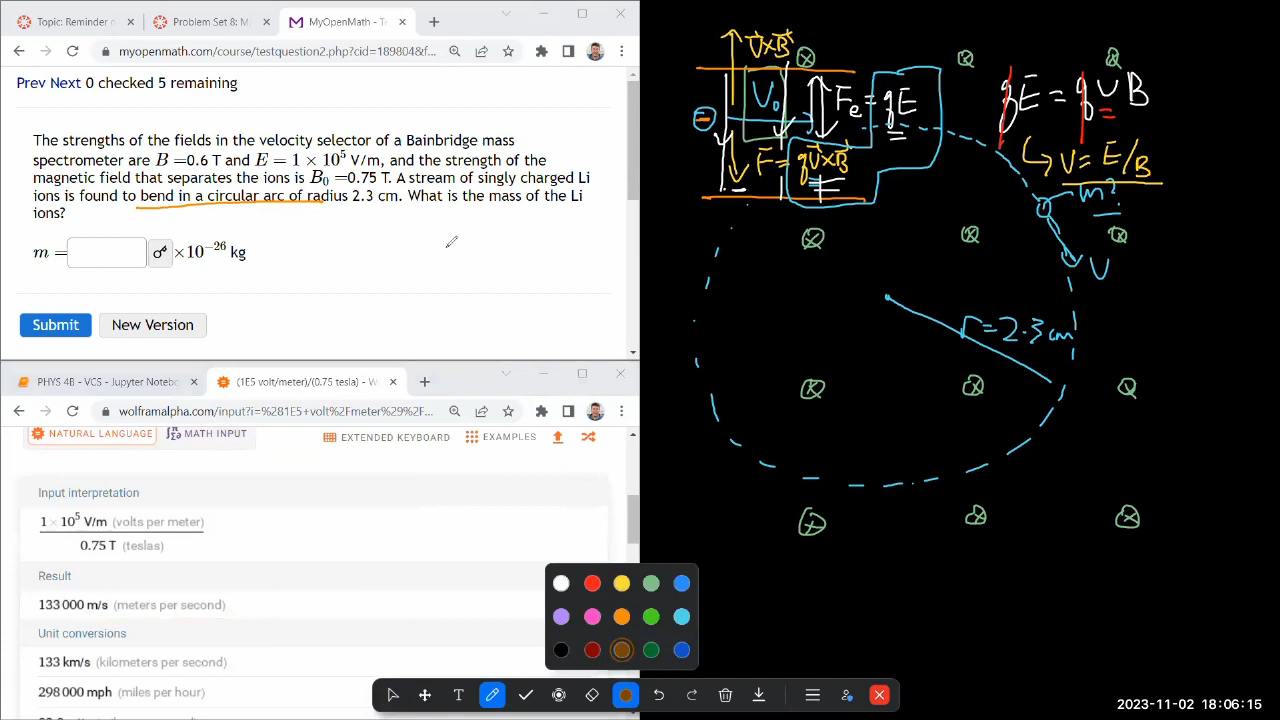 Topic: Reminder o
Problem Set 8: M
MyOpenMath - Te
myopenmath.com/course/testquestion2.php?cid=189804&f...
Prev Next 0 checked 5 remaining
The strengths of the fields in the velocity selector of a Bainbridge mass
spectrometer are B =0.6 T and E = 1 × 10⁵ V/m, and the strength of the
magnetic field that separates the ions is B₀ =0.75 T. A stream of singly charged Li
ions is found to bend in a circular arc of radius 2.3 cm. What is the mass of the Li
ions?
m = ×10⁻²⁶ kg
Submit New Version
PHYS 4B - VCS - Jupyter Notebo
(1E5 volt/meter)/(0.75 tesla) - W
wolframalpha.com/input?i=%281E5+volt%2Fmeter%29%2F...
NATURAL LANGUAGE
MATH INPUT
EXTENDED KEYBOARD
EXAMPLES
Input interpretation
1×10⁵ V/m (volts per meter)
0.75 T (teslas)
Result
133 000 m/s (meters per second)
Unit conversions
133 km/s (kilometers per second)
298 000 mph (miles per hour)
V×B
V₀
Fe = qE
F = qV×B
qE = qvB
v = E/B
m?
V
r=2.3 cm
T
2023-11-02 18:06:15